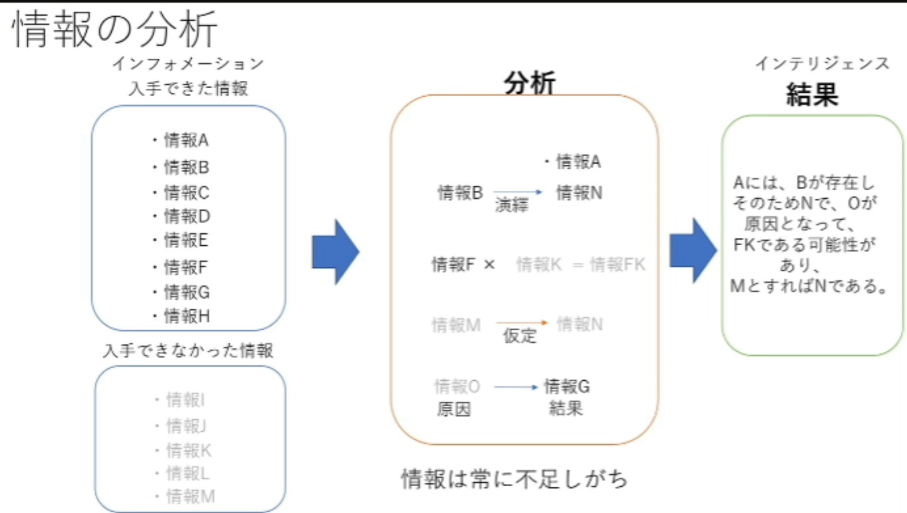 情報の分析
インフォメーション
入手できた情報
・情報A
・情報B
・情報C
・情報D
・情報E
・情報F
・情報G
・情報H
入手できなかった情報
・情報I
・情報J
・情報K
・情報L
・情報M
分析
・情報A
情報B
演繹
情報N
情報F × 情報K = 情報FK
情報M
仮定
情報N
情報O
原因
情報G
結果
情報は常に不足しがち
インテリジェンス
結果
Aには、Bが存在し
そのためNで、Oが
原因となって、
FKである可能性が
あり、
MとすればNである。